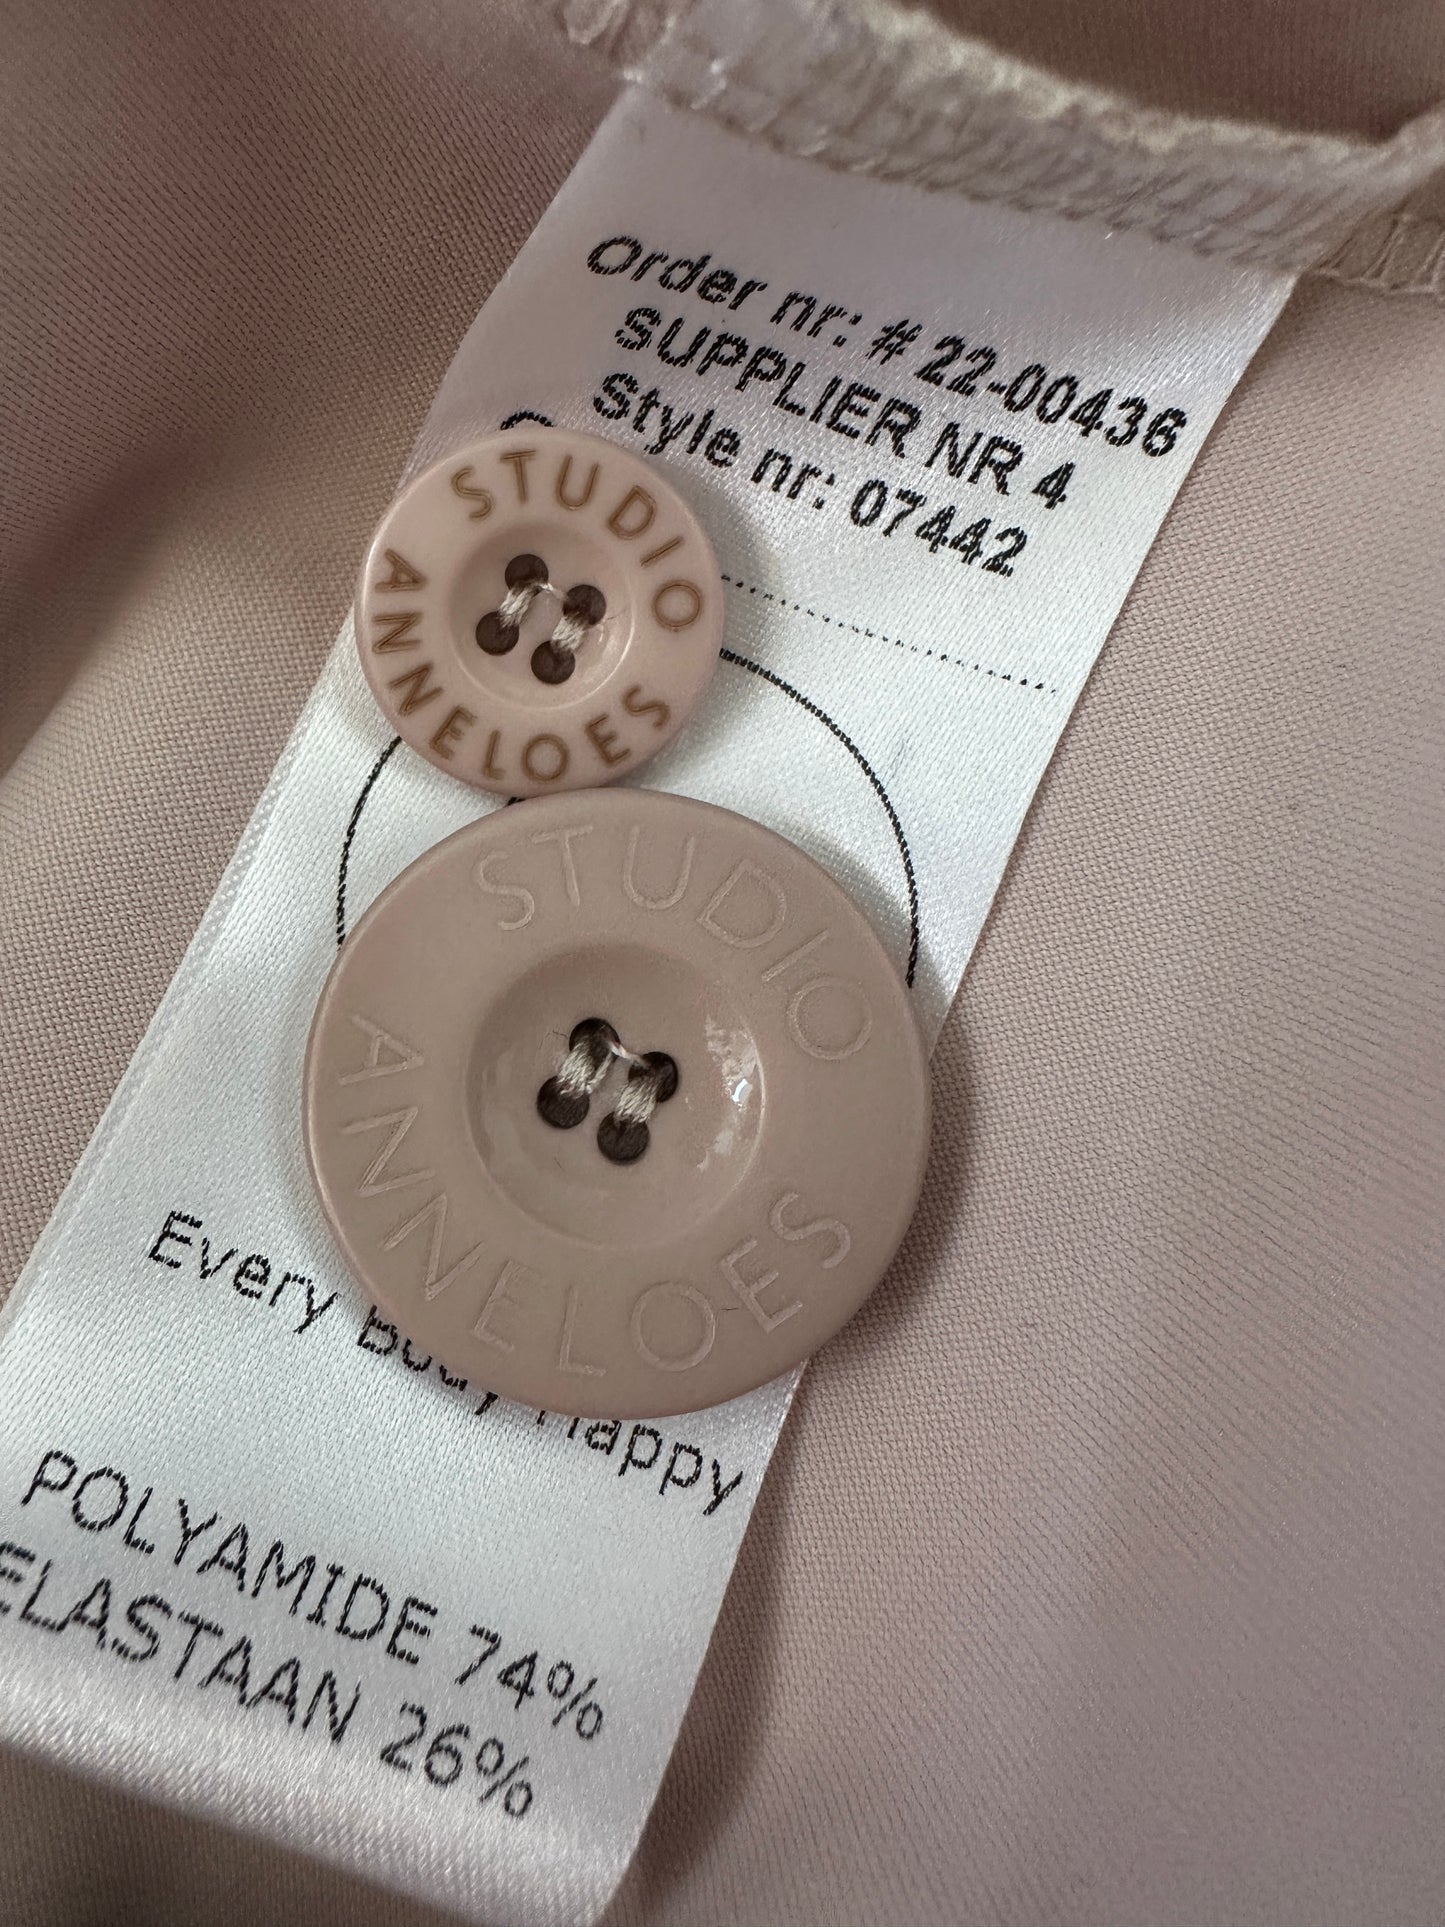 Order nr: # 22-00436
SUPPLIER NR 4
Style nr: 07442
STUDIO
ANNELOES
STUDIO
ANNELOES
Every Body Happy
POLYAMIDE 74%
ELASTAAN 26%